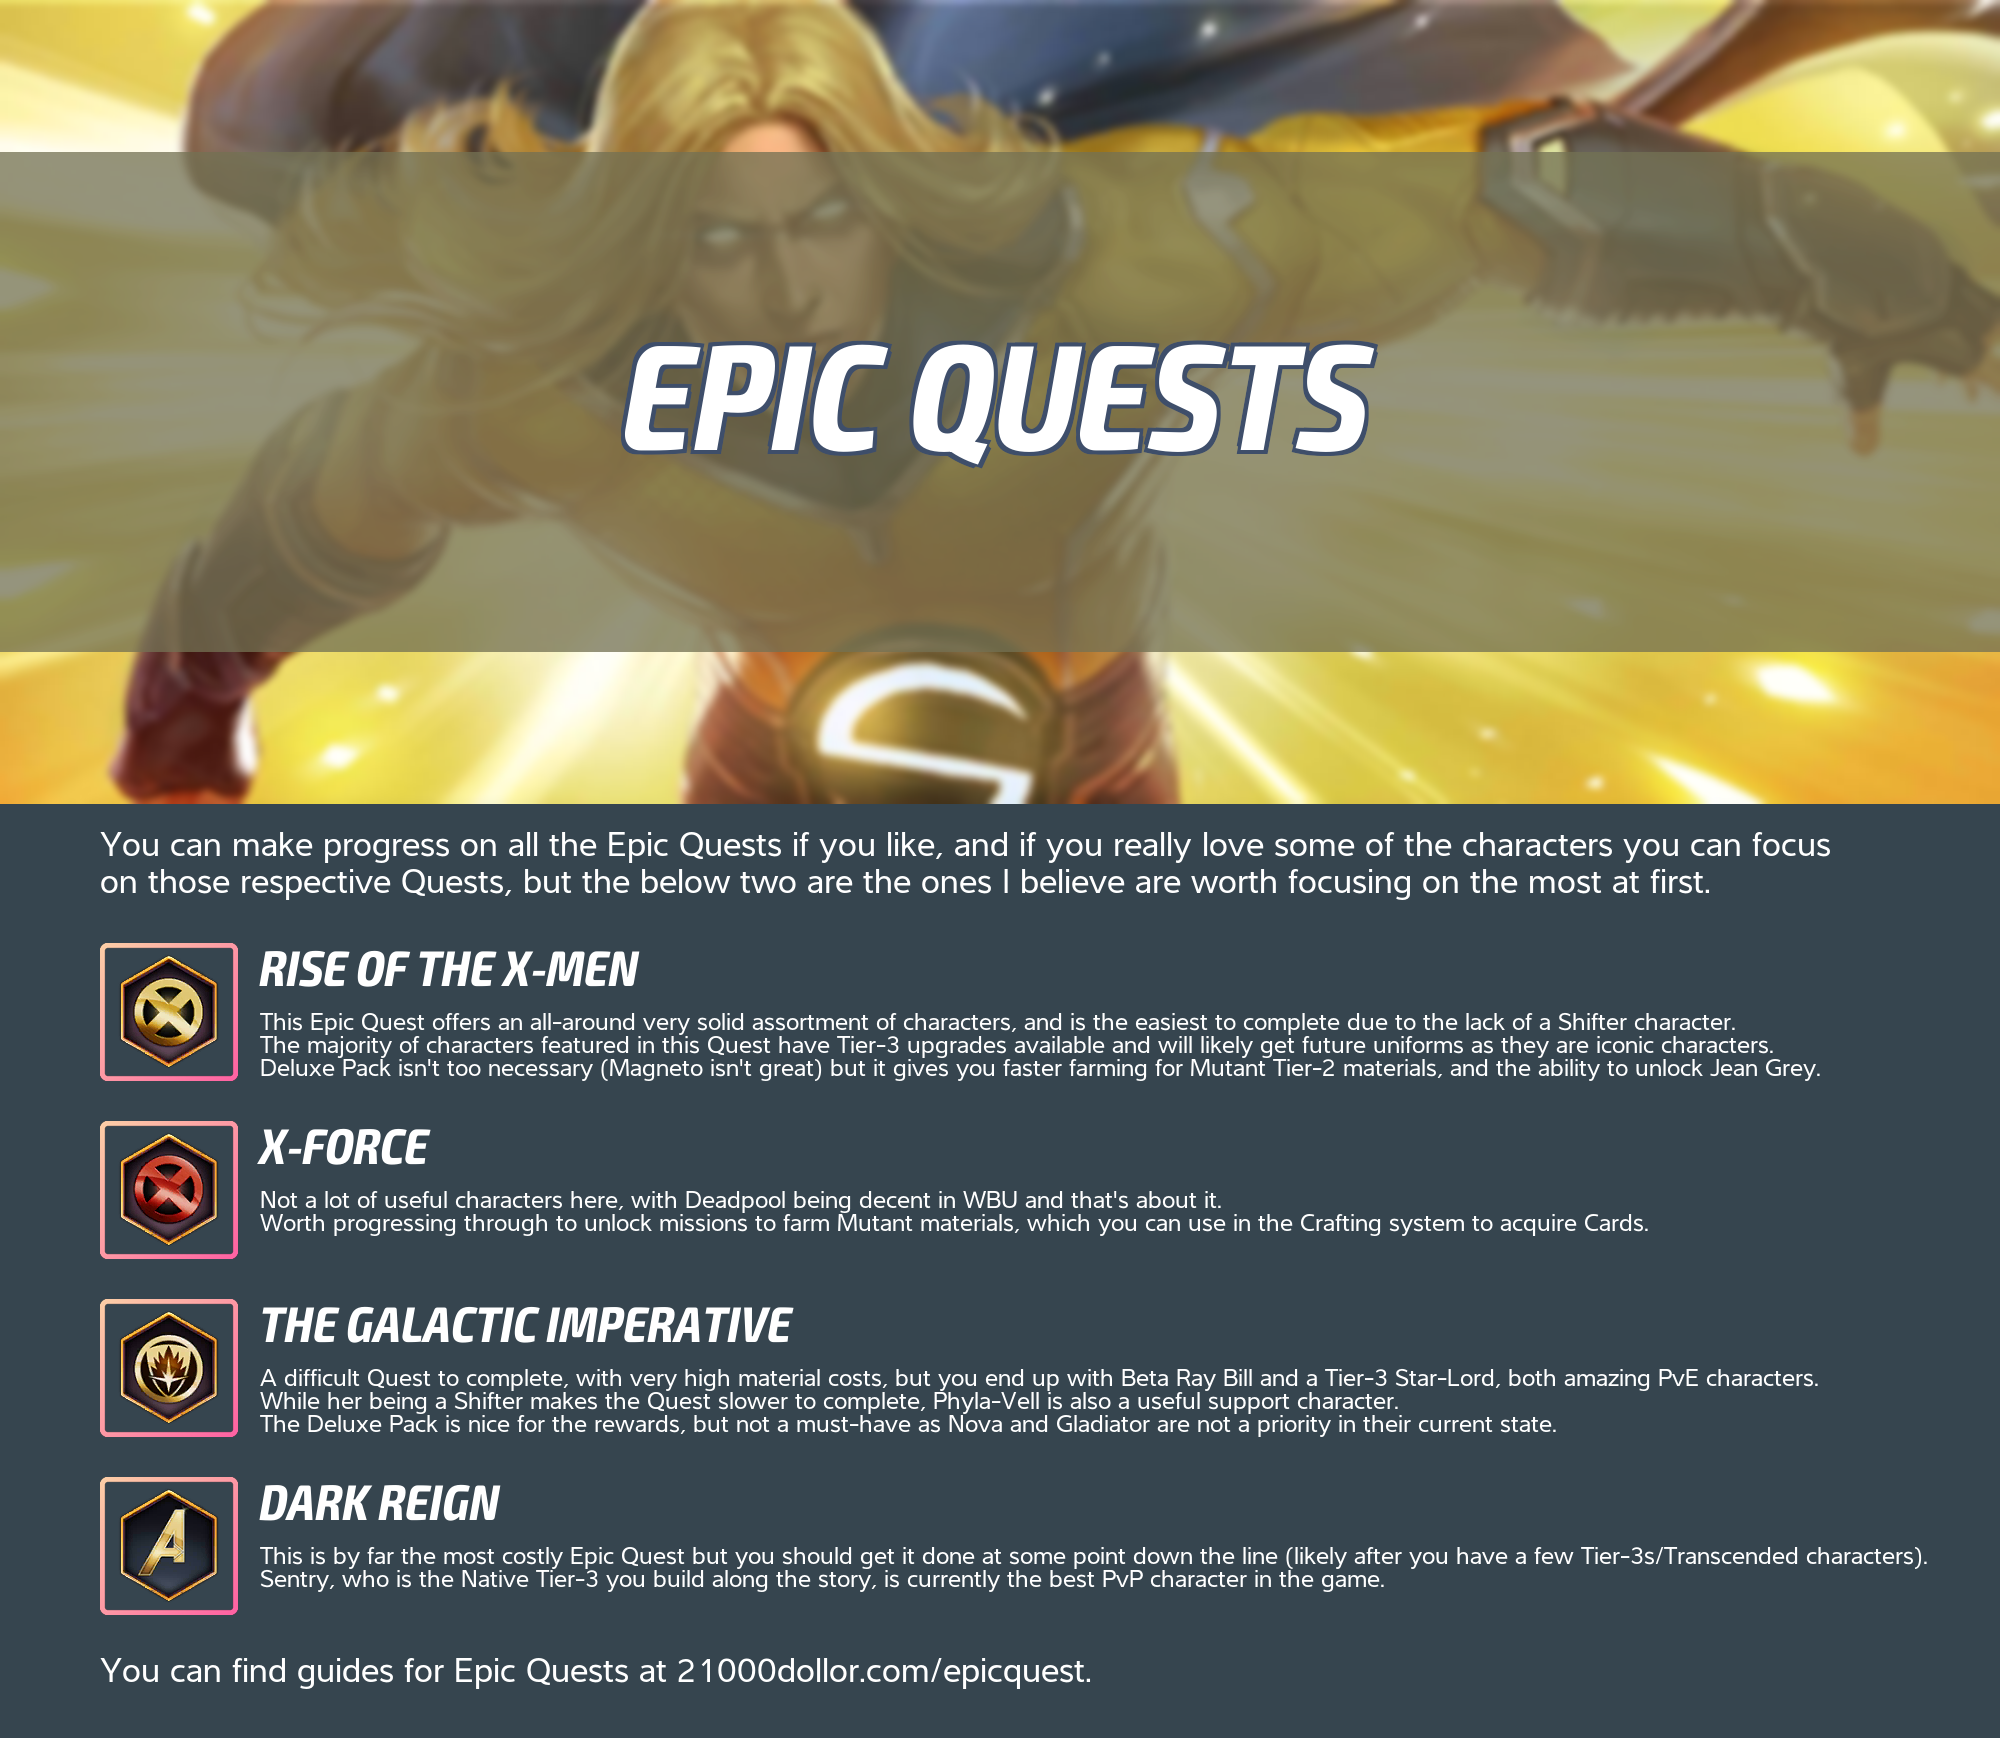 EPIC QUESTS
You can make progress on all the Epic Quests if you like, and if you really love some of the characters you can focus
on those respective Quests, but the below two are the ones I believe are worth focusing on the most at first.
RISE OF THE X-MEN
This Epic Quest offers an all-around very solid assortment of characters, and is the easiest to complete due to the lack of a Shifter character.
The majority of characters featured in this Quest have Tier-3 upgrades available and will likely get future uniforms as they are iconic characters.
Deluxe Pack isn't too necessary (Magneto isn't great) but it gives you faster farming for Mutant Tier-2 materials, and the ability to unlock Jean Grey.
X-FORCE
Not a lot of useful characters here, with Deadpool being decent in WBU and that's about it.
Worth progressing through to unlock missions to farm Mutant materials, which you can use in the Crafting system to acquire Cards.
THE GALACTIC IMPERATIVE
A difficult Quest to complete, with very high material costs, but you end up with Beta Ray Bill and a Tier-3 Star-Lord, both amazing PvE characters.
While her being a Shifter makes the Quest slower to complete, Phyla-Vell is also a useful support character.
The Deluxe Pack is nice for the rewards, but not a must-have as Nova and Gladiator are not a priority in their current state.
DARK REIGN
This is by far the most costly Epic Quest but you should get it done at some point down the line (likely after you have a few Tier-3s/Transcended characters).
Sentry, who is the Native Tier-3 you build along the story, is currently the best PvP character in the game.
You can find guides for Epic Quests at 21000dollor.com/epicquest.